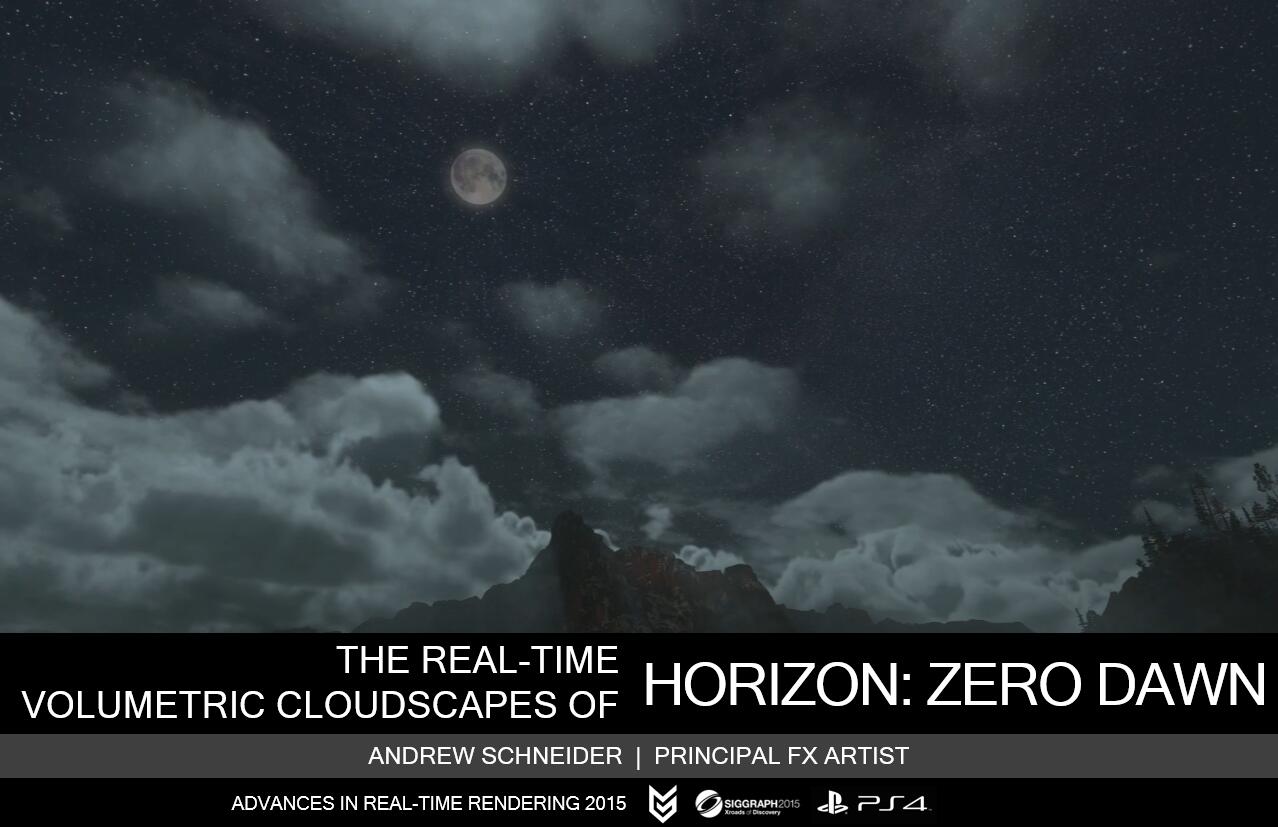 THE REAL-TIME
VOLUMETRIC CLOUDSCAPES OF
HORIZON: ZERO DAWN
ANDREW SCHNEIDER | PRINCIPAL FX ARTIST
ADVANCES IN REAL-TIME RENDERING 2015
SIGGRAPH2015
Xroads of Discovery
PS4™